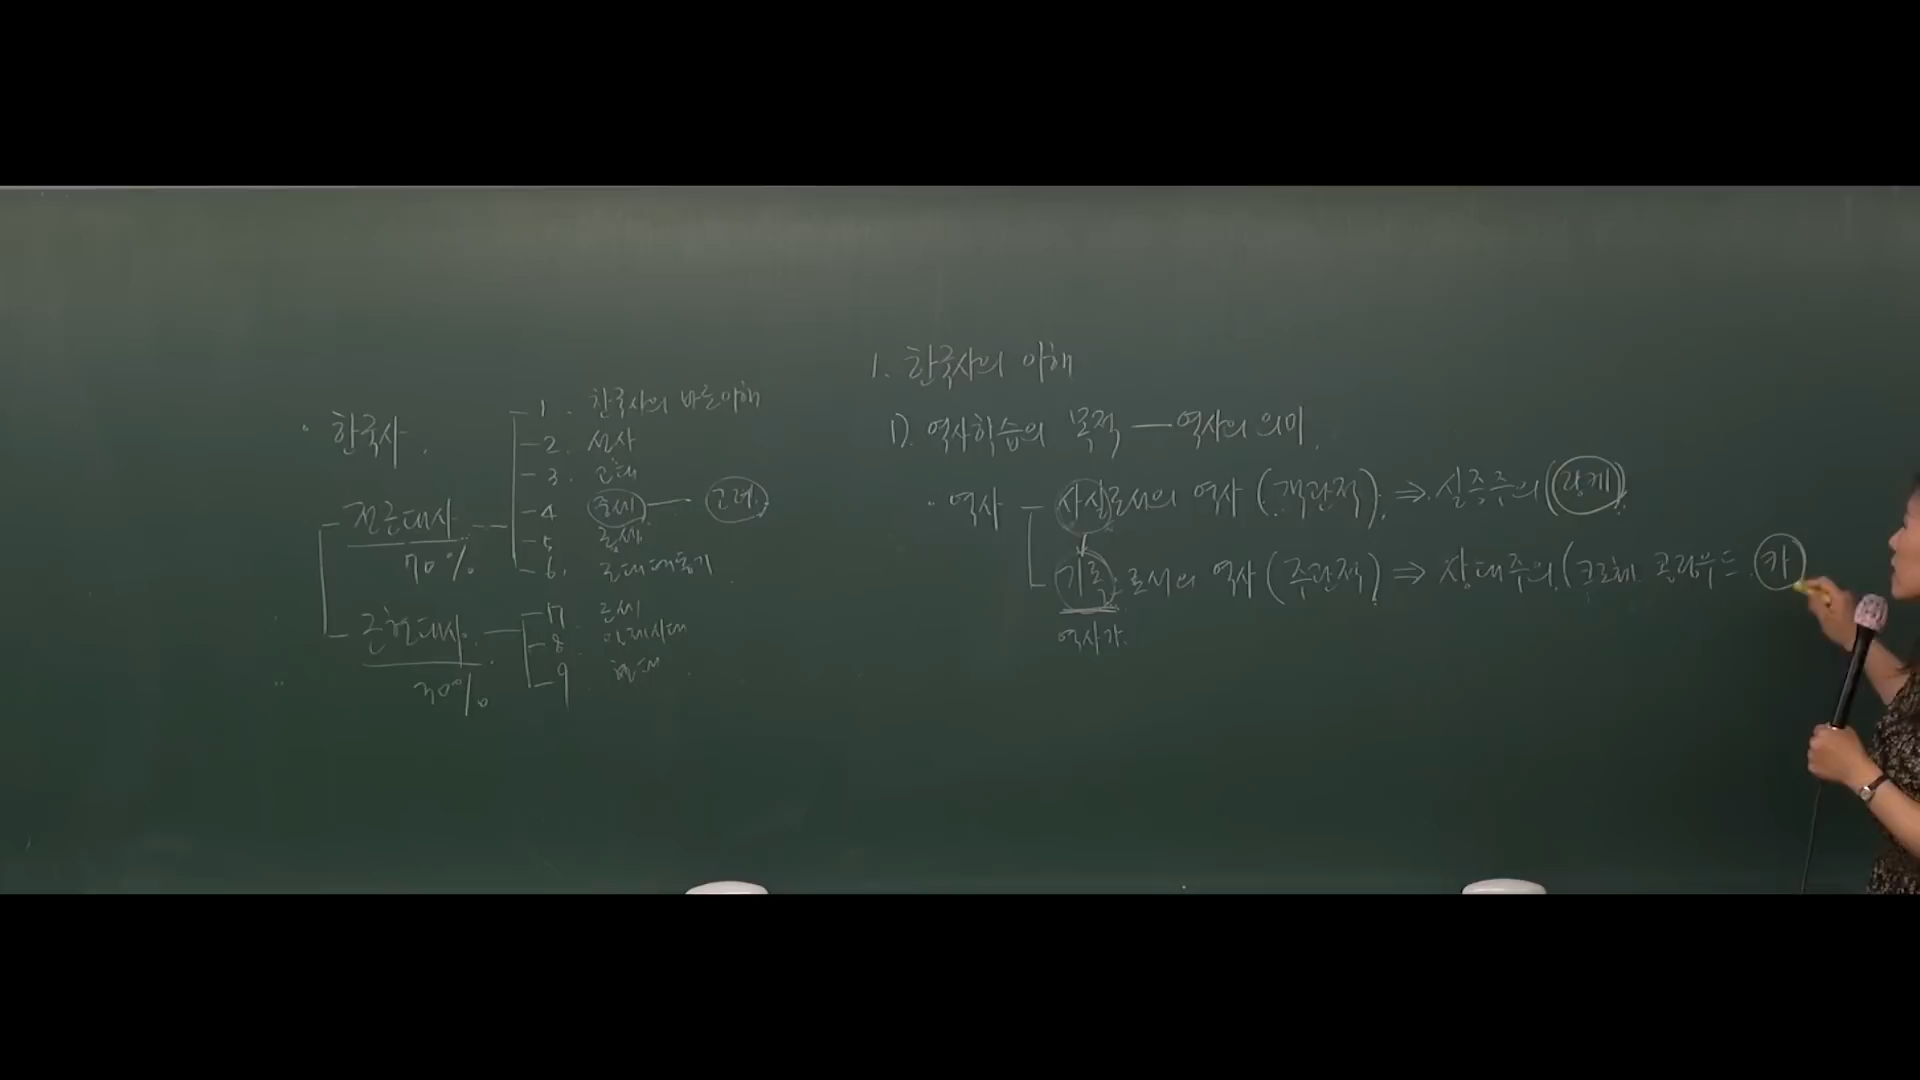 한국사
전근대사
70%
1. 한국사의 바른이해
2. 선사
3. 고대
4 중세 — 고려
5. 근세
6. 근대태동기
근현대사
30%
7. 근세
8. 일제시대
9. 현대
1. 한국사의 이해
1). 역사학습의 목적 — 역사의 의미
역사 - 사실로서의 역사 (객관적) ⇒ 실증주의 (랑케)
기록으로서의 역사 (주관적) ⇒ 상대주의 (크로체 콜링우드 카
역사가